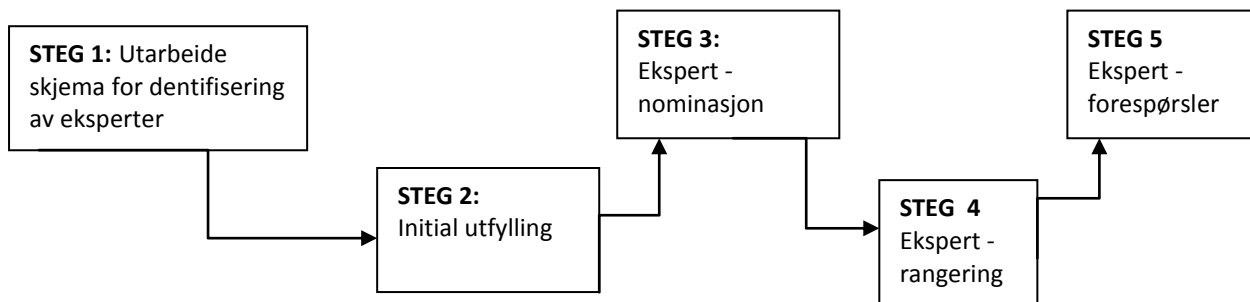 STEG 1: Utarbeide
skjema for dentifisering
av eksperter
STEG 2:
Initial utfylling
STEG 3:
Ekspert -
nominasjon
STEG  4
Ekspert -
rangering
STEG 5
Ekspert -
forespørsler